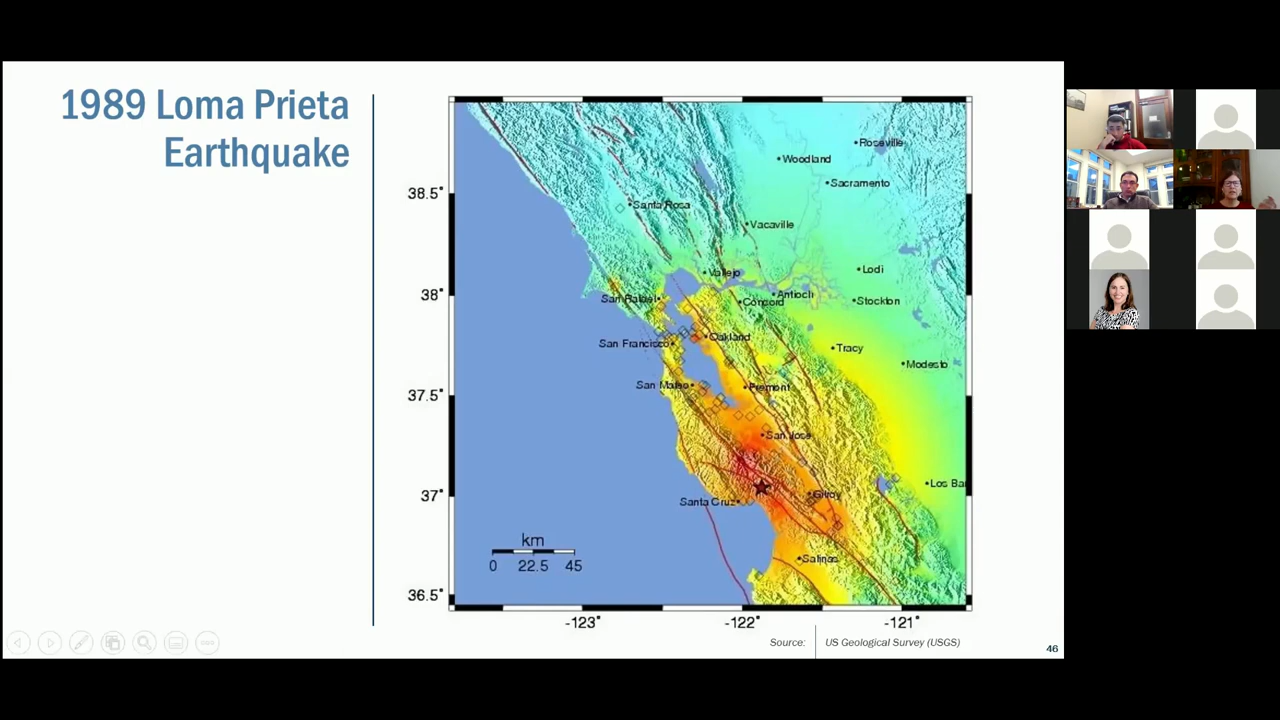 1989 Loma Prieta
Earthquake
Roseville
Woodland
Sacramento
38.5°
Santa Rosa
Vacaville
Vallejo
Lodi
38°
San Rafael
Concord
Antioch
Stockton
San Francisco
Oakland
Tracy
Modesto
San Mateo
Fremont
37.5°
San Jose
Los Ba
37°
Santa Cruz
Gilroy
km
0 22.5 45
Salinas
36.5°
-123° -122° -121°
Source: US Geological Survey (USGS)
46